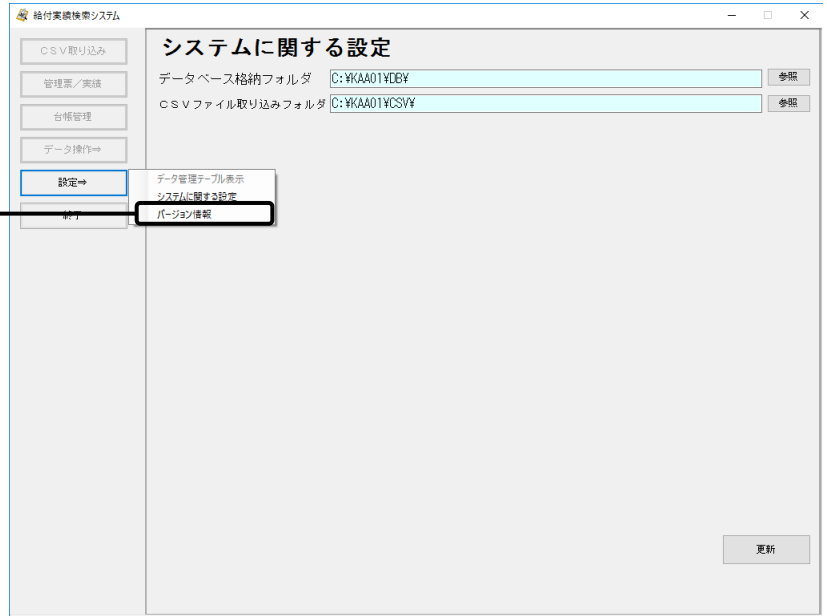 給付実績検索システム
CSV取り込み
管理票/実績
台帳管理
データ操作⇒
設定⇒
終了
システムに関する設定
データベース格納フォルダ C:¥KAA01¥DB¥ 参照
CSVファイル取り込みフォルダ C:¥KAA01¥CSV¥ 参照
データ管理テーブル表示
システムに関する設定
バージョン情報
更新